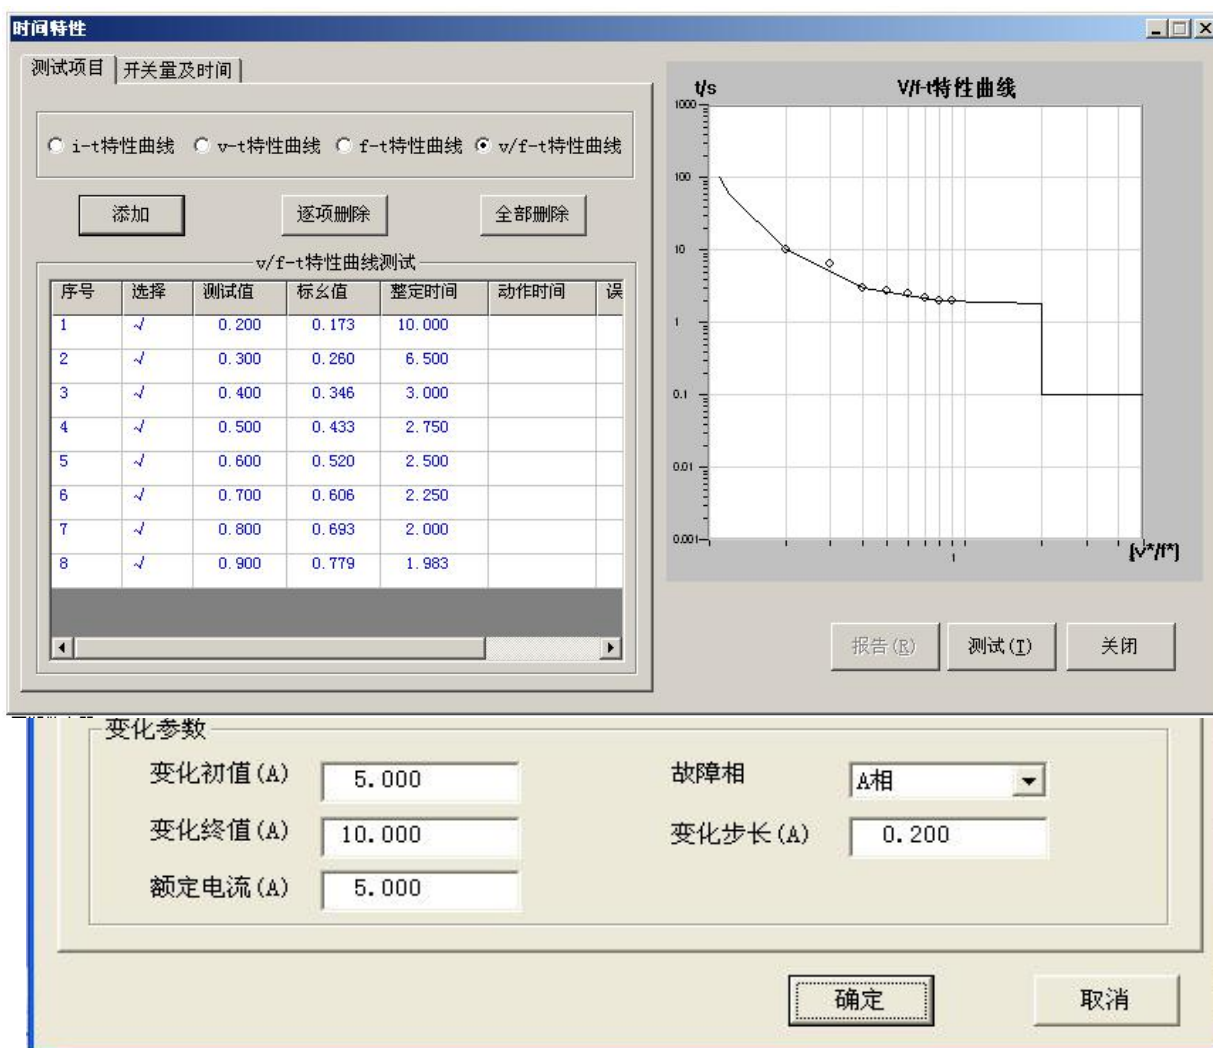 时间特性
测试项目 开关量及时间
i-t特性曲线 v-t特性曲线 f-t特性曲线 v/f-t特性曲线
添加 逐项删除 全部删除
v/f-t特性曲线测试
序号 选择 测试值 标幺值 整定时间 动作时间 误
1 √ 0.200 0.173 10.000
2 √ 0.300 0.260 6.500
3 √ 0.400 0.346 3.000
4 √ 0.500 0.433 2.750
5 √ 0.600 0.520 2.500
6 √ 0.700 0.606 2.250
7 √ 0.800 0.693 2.000
8 √ 0.900 0.779 1.983
t/s V/f-t特性曲线
1000
100
10
1
0.1
0.01
0.001
1 [v*/f*]
报告(R) 测试(T) 关闭
变化参数
变化初值(A) 5.000 故障相 A相
变化终值(A) 10.000 变化步长(A) 0.200
额定电流(A) 5.000
确定 取消